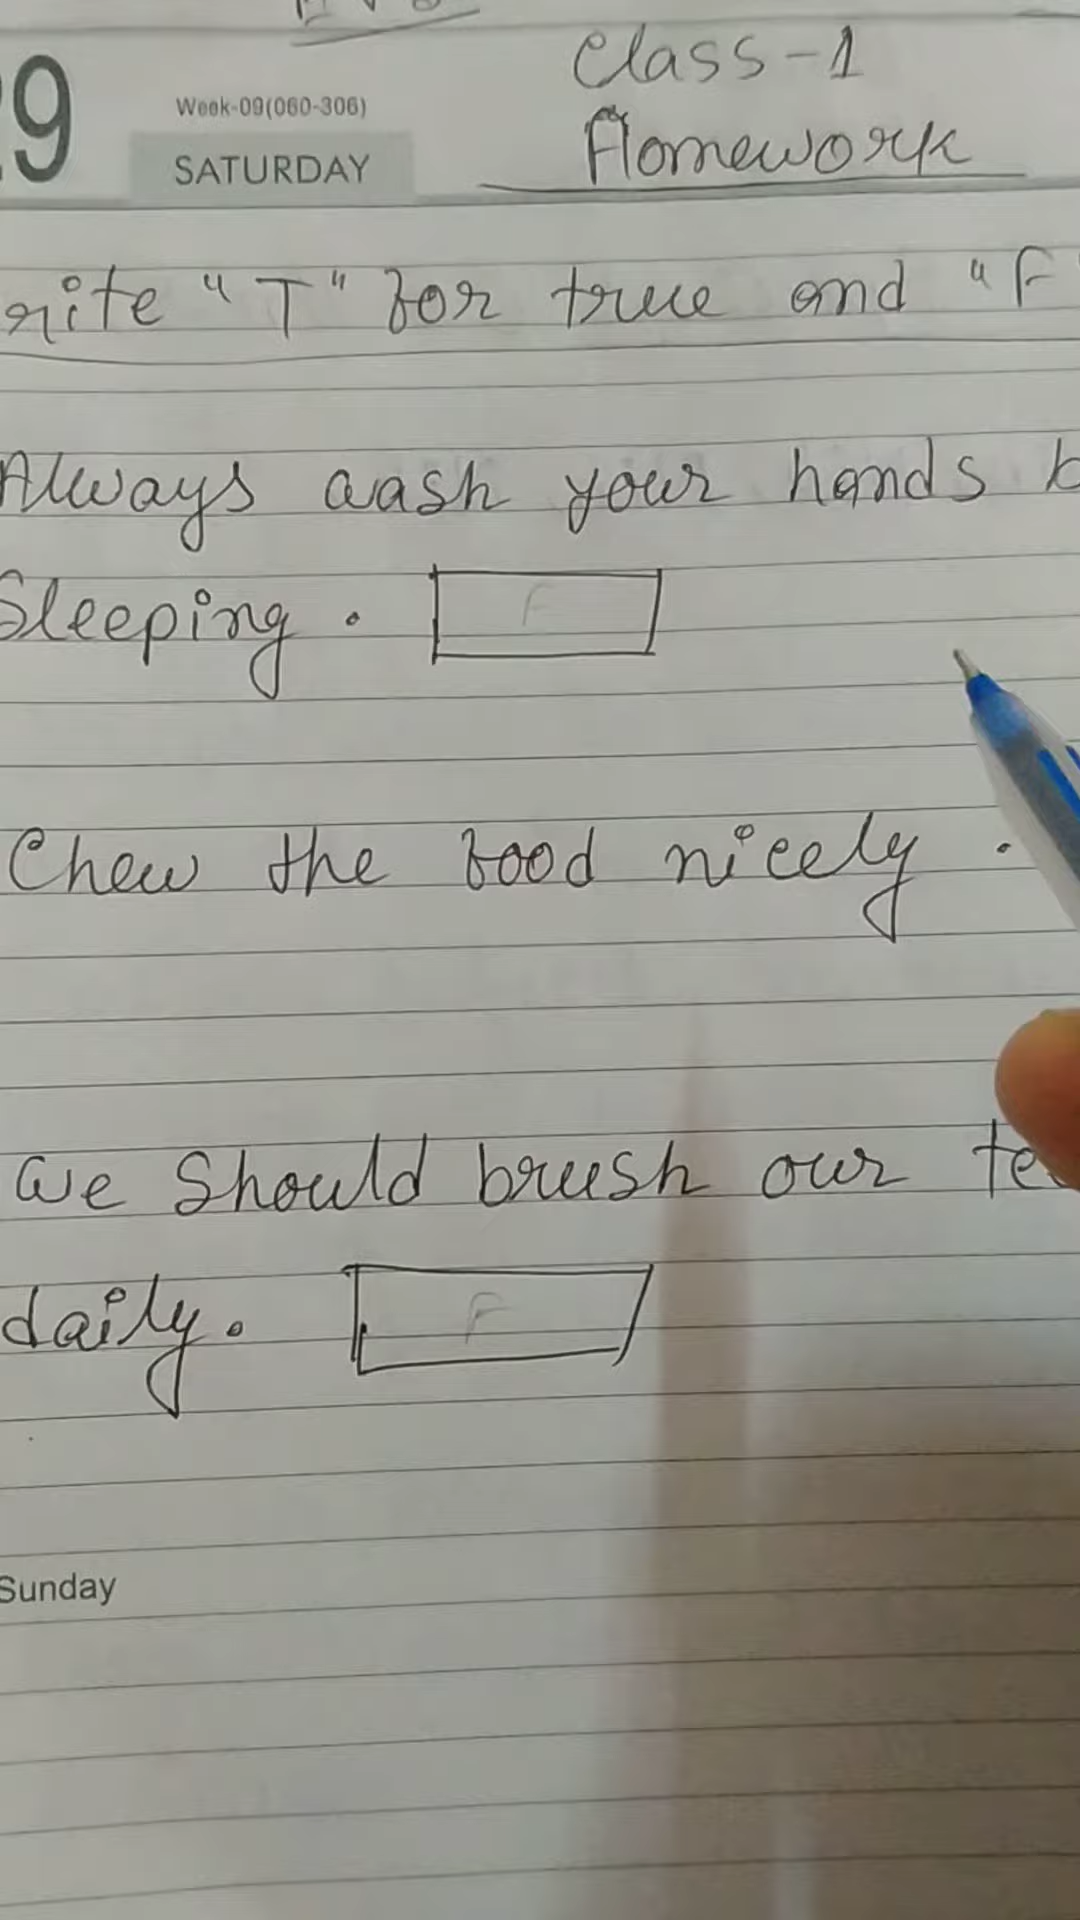 9
Class-1
Week-09(060-306)
SATURDAY
Homework
rite "T" for true and "F"
Always wash your hands b
Sleeping. F
Chew the food nicely.
We Should brush our te
daily. F
Sunday